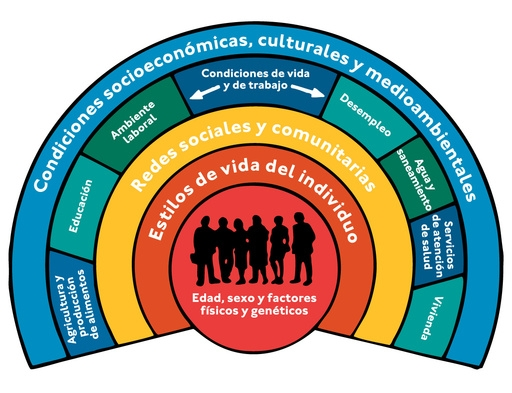 Condiciones socioeconómicas, culturales y medioambientales
Condiciones de vida
y de trabajo
Agricultura y
producción
de alimentos
Educación
Ambiente
laboral
Desempleo
Agua y
saneamiento
Servicios
de atención
de salud
Vivienda
Redes sociales y comunitarias
Estilos de vida del individuo
Edad, sexo y factores
físicos y genéticos